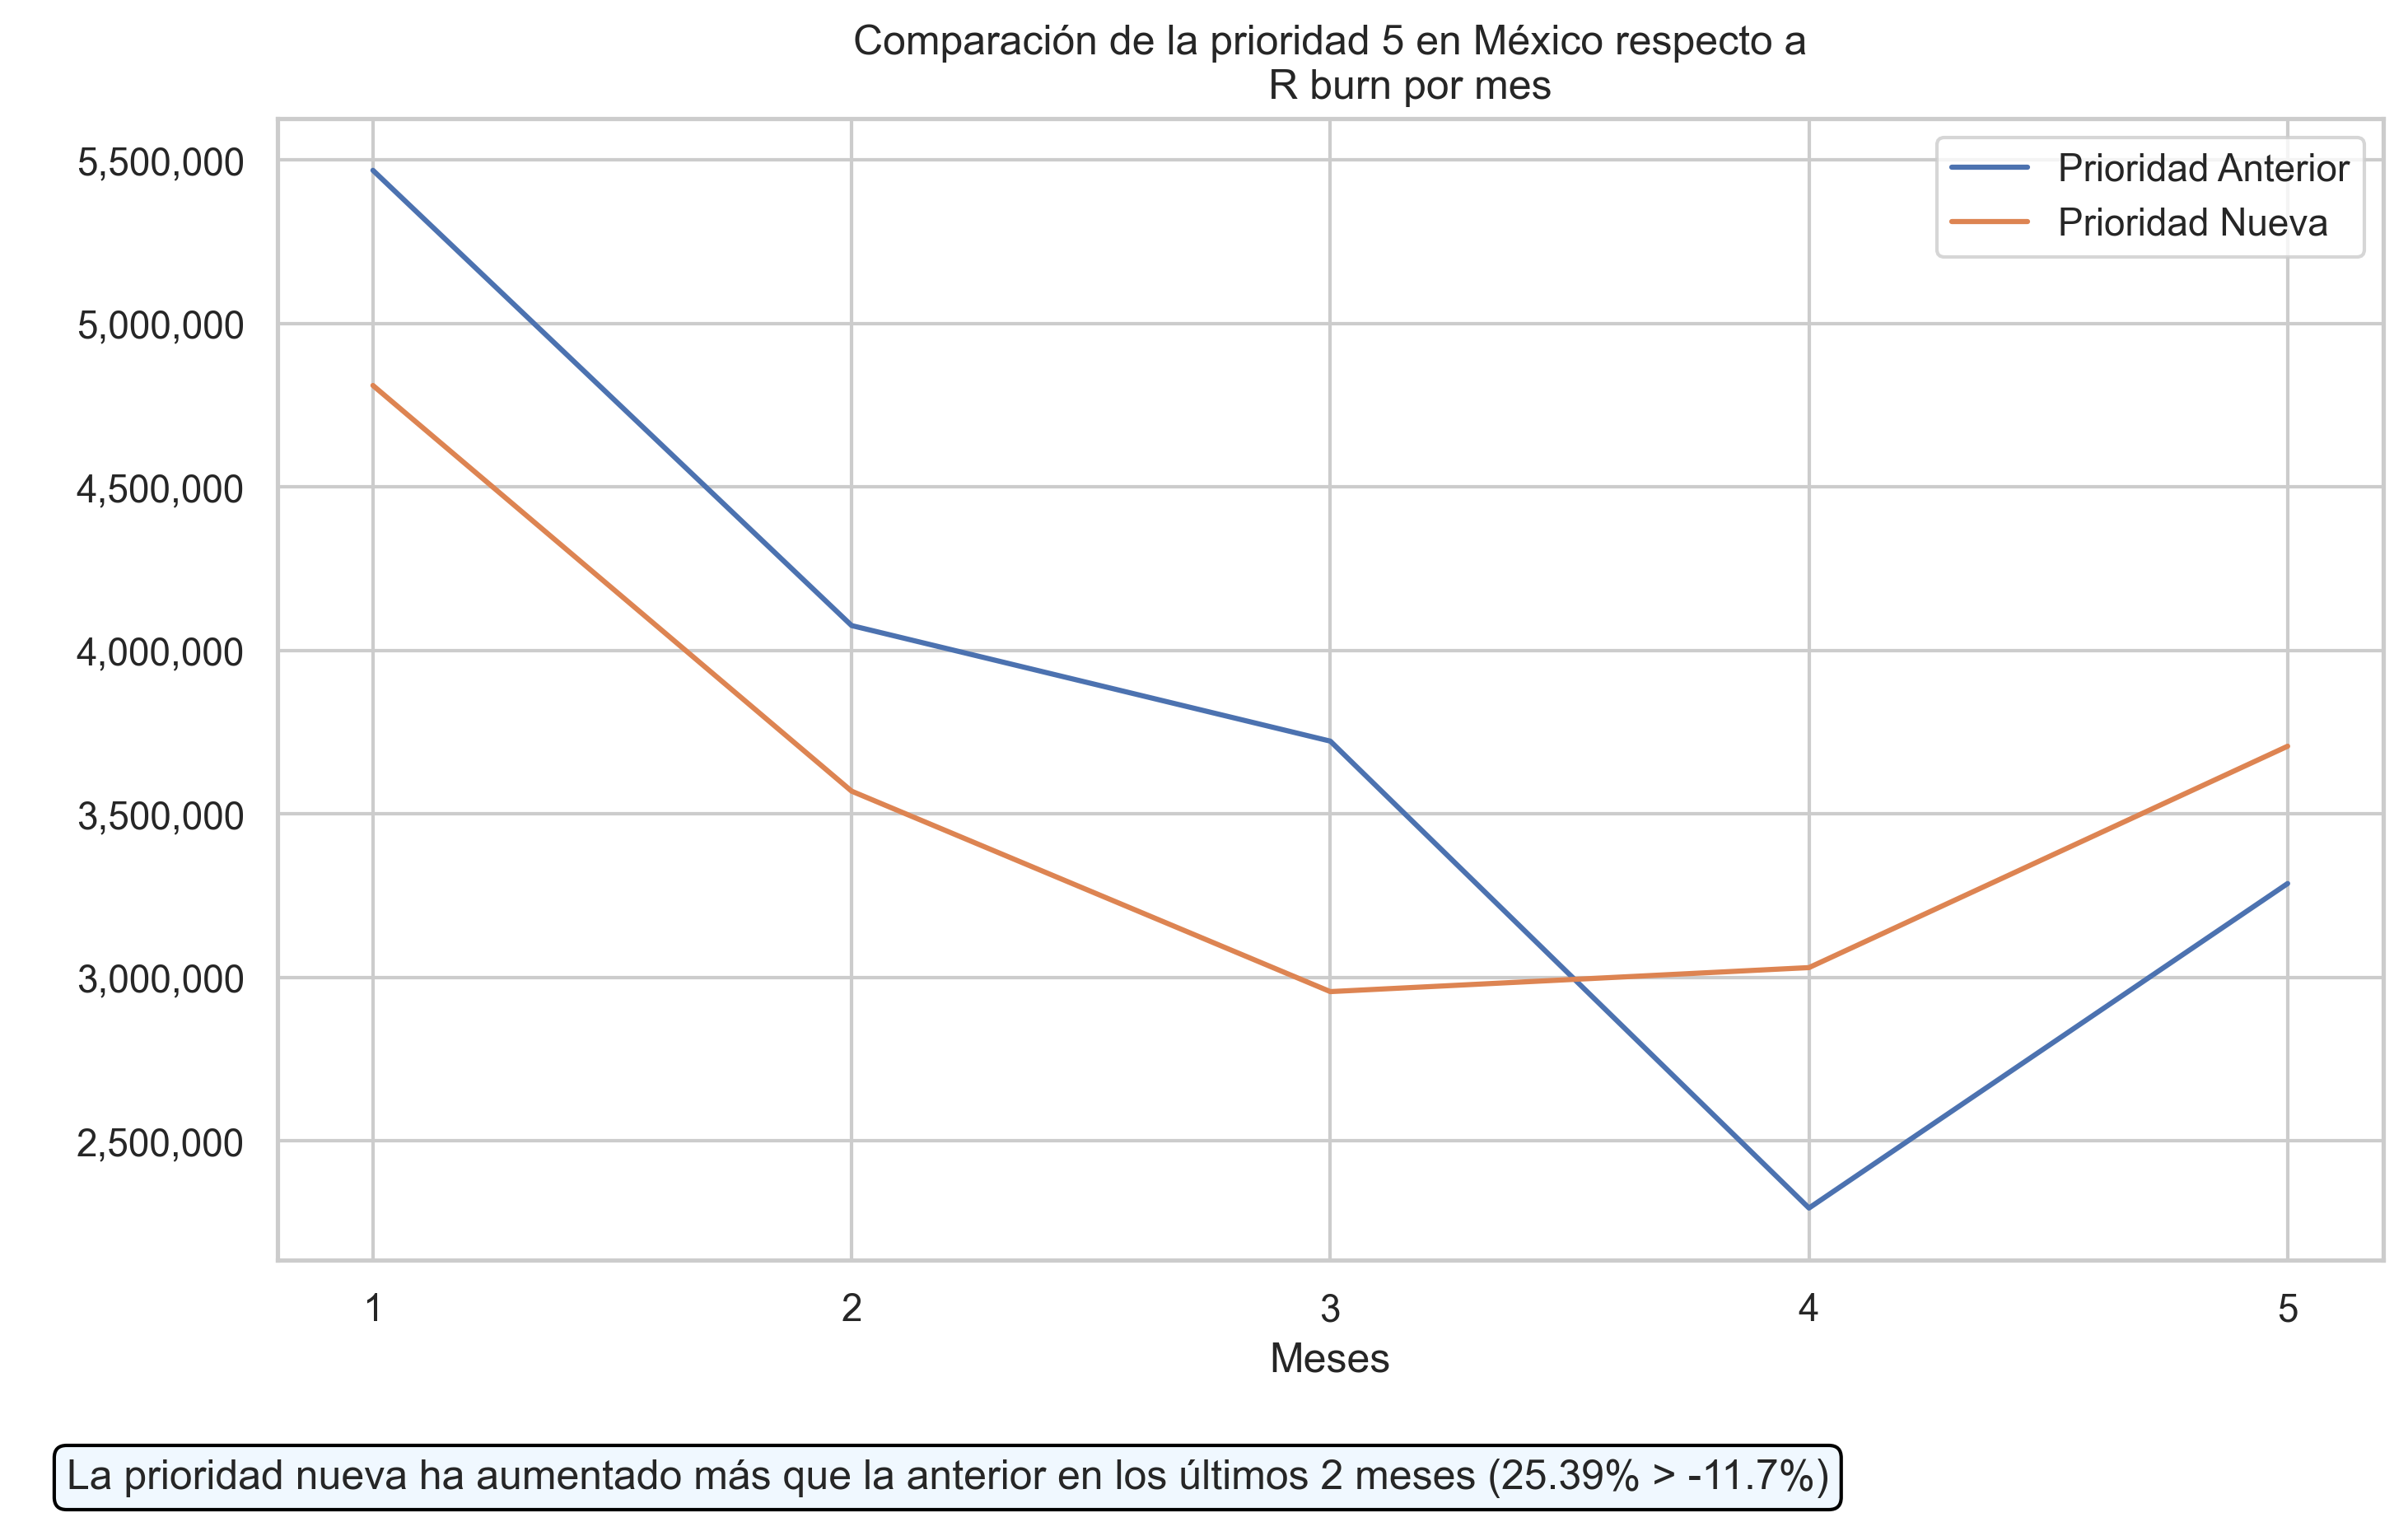 Comparación de la prioridad 5 en México respecto a
R burn por mes
5,500,000
5,000,000
4,500,000
4,000,000
3,500,000
3,000,000
2,500,000
Prioridad Anterior
Prioridad Nueva
1 2 3 4 5
Meses
La prioridad nueva ha aumentado más que la anterior en los últimos 2 meses (25.39% > -11.7%)